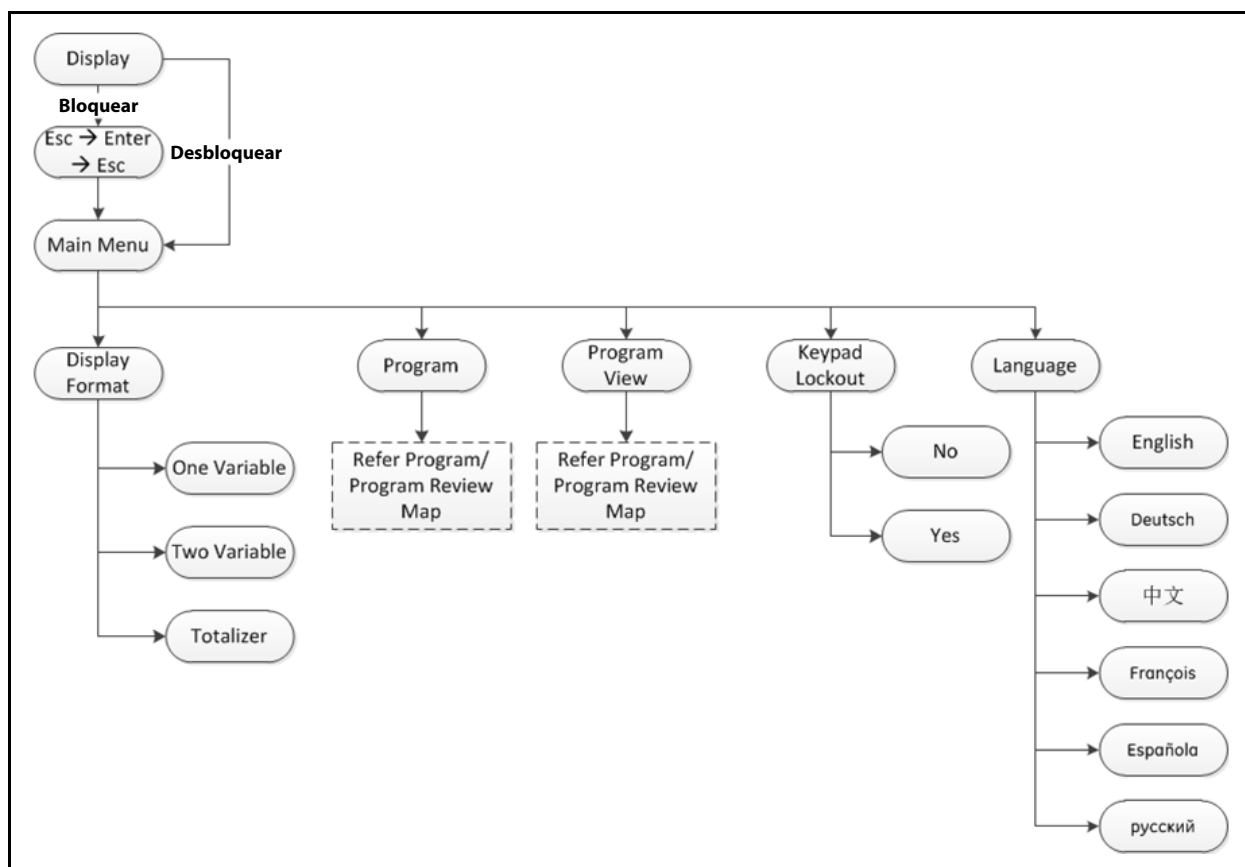 Display
Bloquear
Esc → Enter
→ Esc
Desbloquear
Main Menu
Display
Format
Program
Program
View
Keypad
Lockout
Language
One Variable
Two Variable
Totalizer
Refer Program/
Program Review
Map
Refer Program/
Program Review
Map
No
Yes
English
Deutsch
中文
François
Española
русский